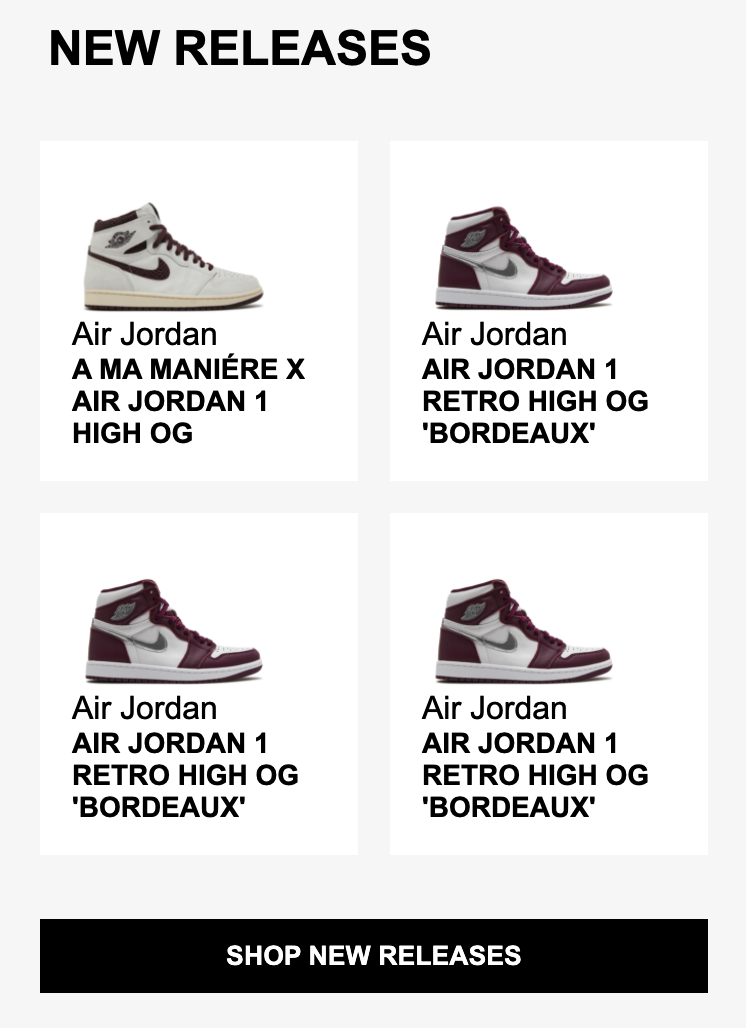 NEW RELEASES
Air Jordan
A MA MANIÉRE X
AIR JORDAN 1
HIGH OG
Air Jordan
AIR JORDAN 1
RETRO HIGH OG
'BORDEAUX'
Air Jordan
AIR JORDAN 1
RETRO HIGH OG
'BORDEAUX'
Air Jordan
AIR JORDAN 1
RETRO HIGH OG
'BORDEAUX'
SHOP NEW RELEASES